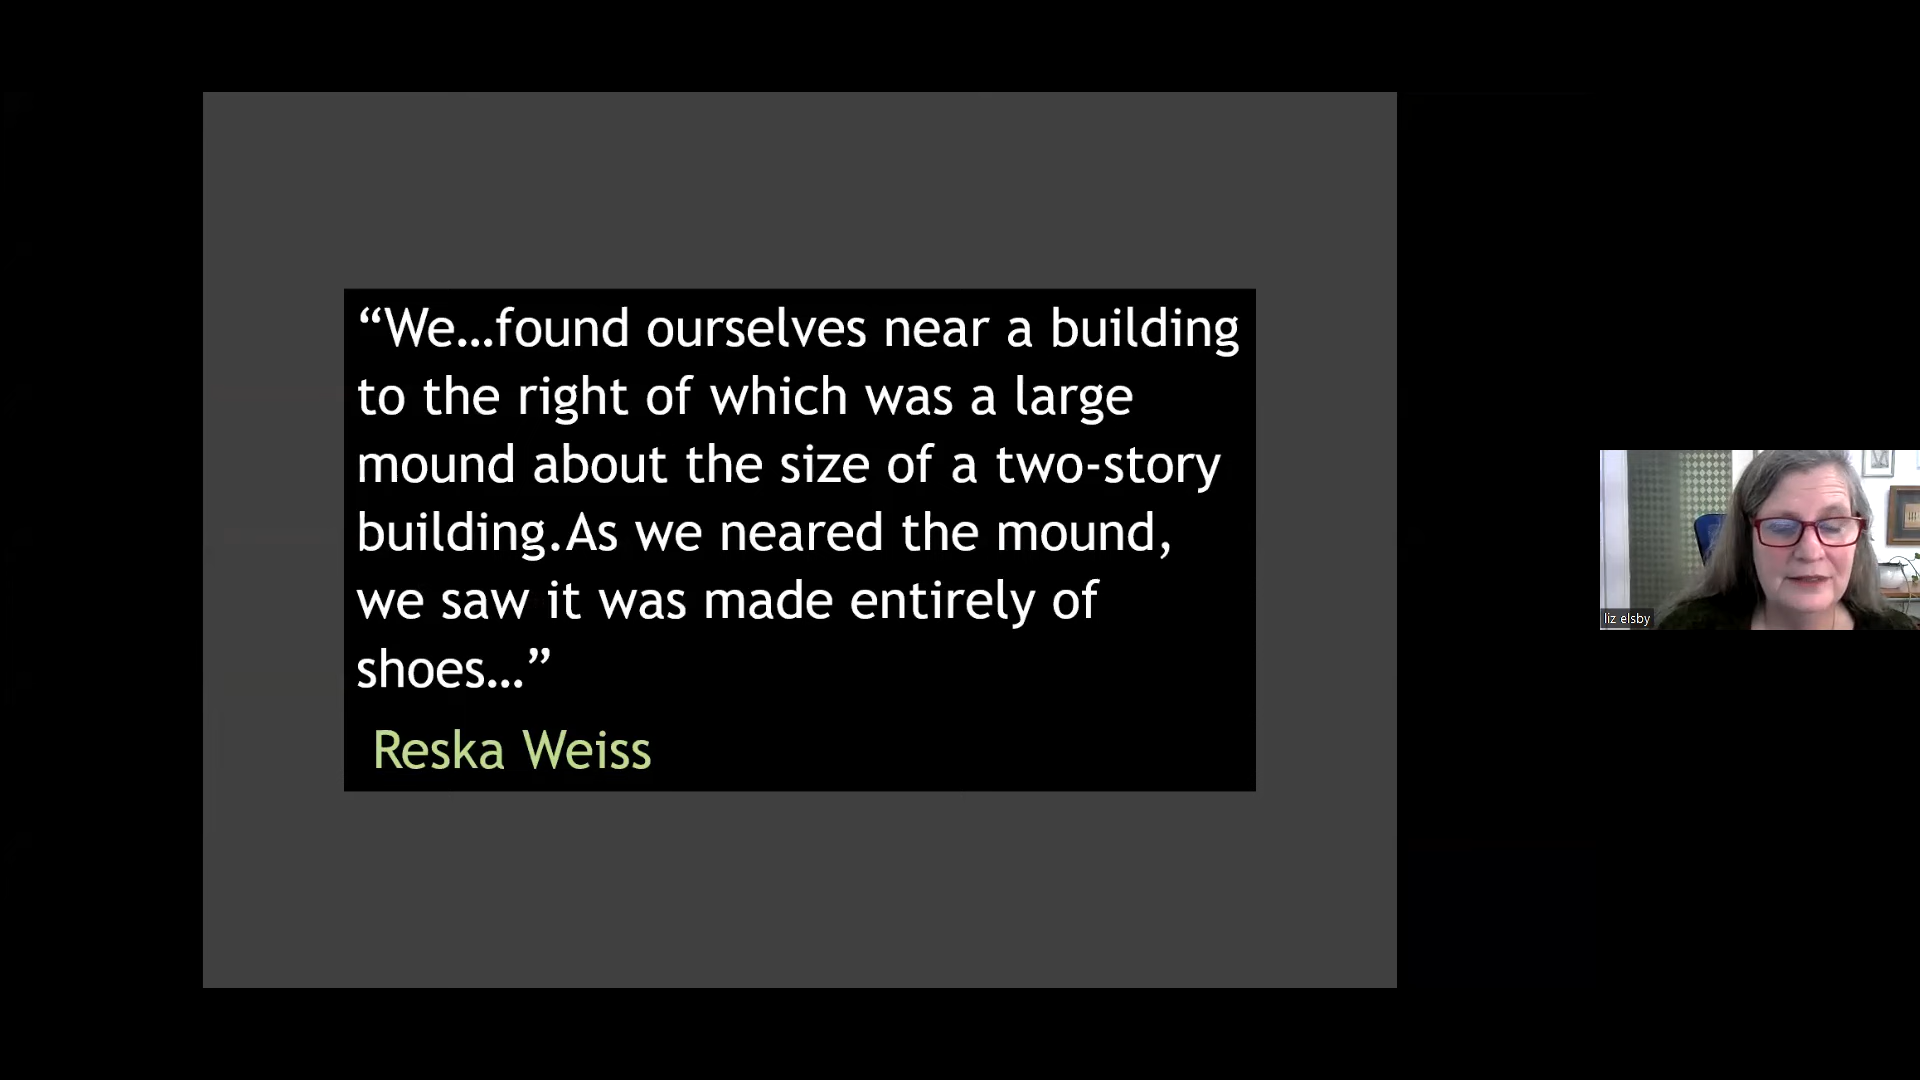 “We…found ourselves near a building
to the right of which was a large
mound about the size of a two-story
building.As we neared the mound,
we saw it was made entirely of
shoes…”
Reska Weiss
liz elsby